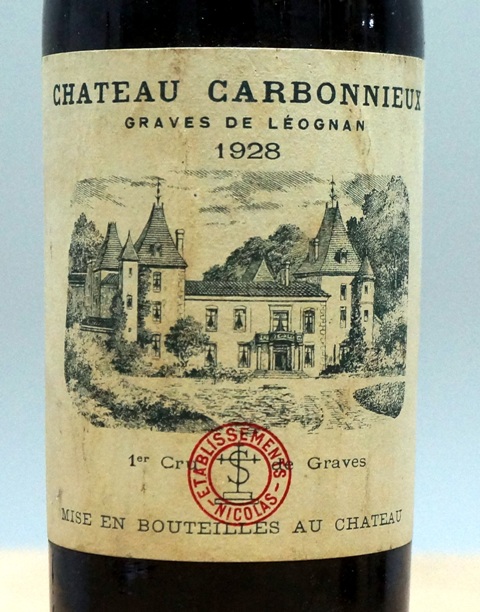 CHATEAU CARBONNIEUX
GRAVES DE LÉOGNAN
1928
1er Cru de Graves
ETABLISSEMENTS
NICOLAS
MISE EN BOUTEILLES AU CHATEAU